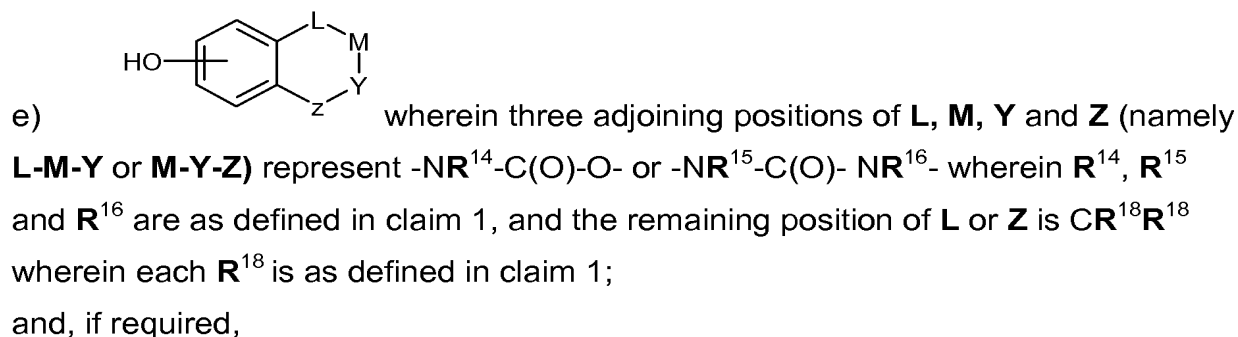 L
M
HO
Y
Z
e) wherein three adjoining positions of L, M, Y and Z (namely
L-M-Y or M-Y-Z) represent -NR¹⁴-C(O)-O- or -NR¹⁵-C(O)- NR¹⁶- wherein R¹⁴, R¹⁵
and R¹⁶ are as defined in claim 1, and the remaining position of L or Z is CR¹⁸R¹⁸
wherein each R¹⁸ is as defined in claim 1;
and, if required,